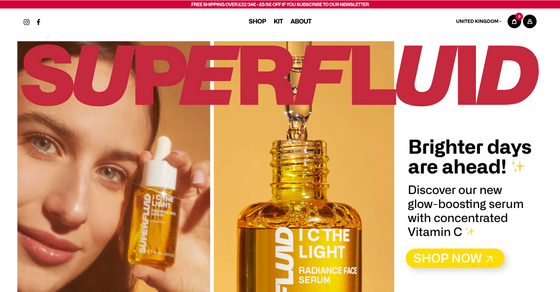 FREE SHIPPING OVER £32/34€ - £5/5€ OFF IF YOU SUBSCRIBE TO OUR NEWSLETTER
SHOP KIT ABOUT
UNITED KINGDOM
SUPERFLUID
SUPERFLUID
I C THE
LIGHT
FLUID
I C THE
LIGHT
RADIANCE FACE
SERUM
Brighter days
are ahead! ✨
Discover our new
glow-boosting serum
with concentrated
Vitamin C ✨
SHOP NOW ↗